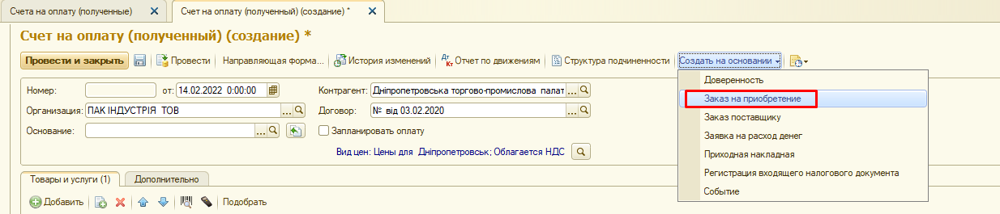 Счета на оплату (полученные)
Счет на оплату (полученный) (создание) *
Счет на оплату (полученный) (создание) *
Провести и закрыть Провести Направляющая форма... История изменений Дт Кт Отчет по движениям Структура подчиненности Создать на основании
Номер: от: 14.02.2022 0:00:00 Контрагент: Дніпропетровська торгово-промислова палат ...
Организация: ПАК ІНДУСТРІЯ ТОВ ... Договор: № від 03.02.2020 ...
Основание: ... Запланировать оплату
Вид цен: Цены для Дніпропетровськ; Облагается НДС
Товары и услуги (1) Дополнительно
Добавить Подобрать
Доверенность
Заказ на приобретение
Заказ поставщику
Заявка на расход денег
Приходная накладная
Регистрация входящего налогового документа
Событие